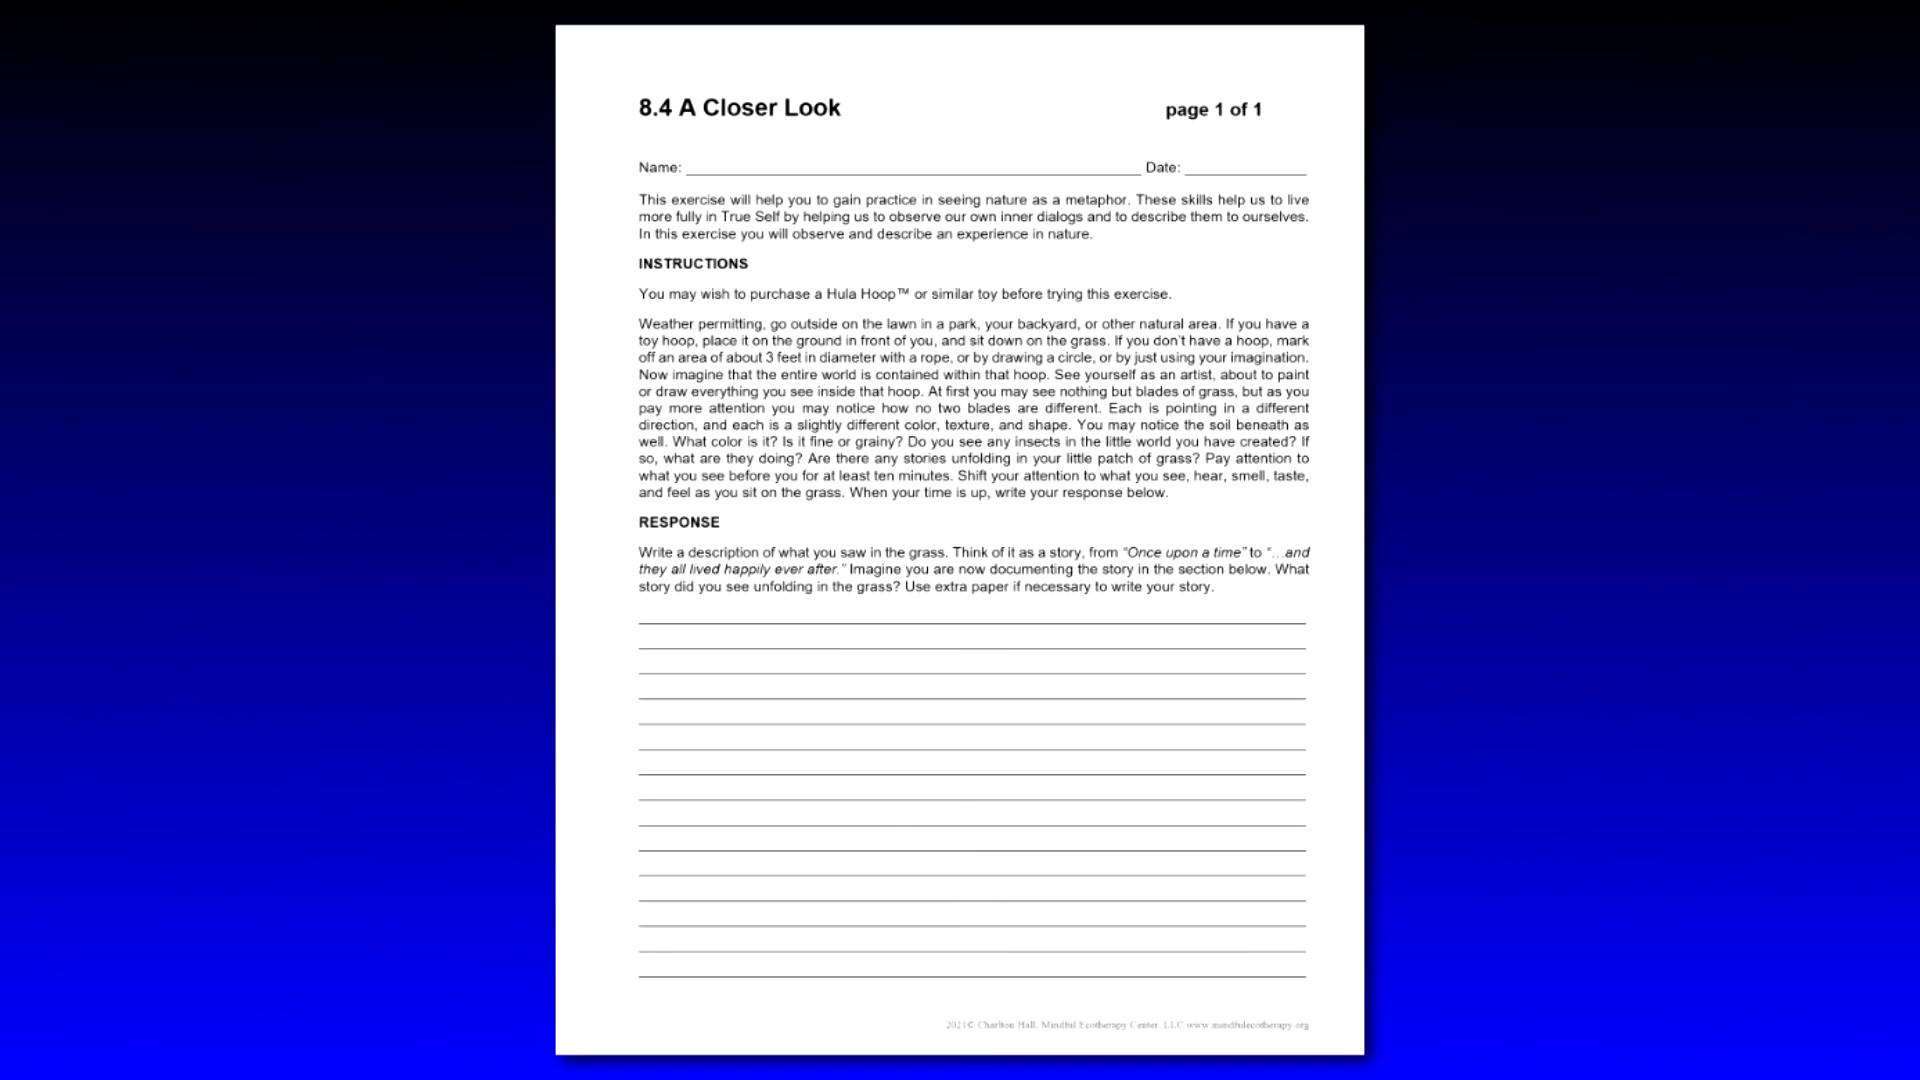 8.4 A Closer Look page 1 of 1
Name: Date:
This exercise will help you to gain practice in seeing nature as a metaphor. These skills help us to live
more fully in True Self by helping us to observe our own inner dialogs and to describe them to ourselves.
In this exercise you will observe and describe an experience in nature.
INSTRUCTIONS
You may wish to purchase a Hula Hoop™ or similar toy before trying this exercise.
Weather permitting, go outside on the lawn in a park, your backyard, or other natural area. If you have a
toy hoop, place it on the ground in front of you, and sit down on the grass. If you don't have a hoop, mark
off an area of about 3 feet in diameter with a rope, or by drawing a circle, or by just using your imagination.
Now imagine that the entire world is contained within that hoop. See yourself as an artist, about to paint
or draw everything you see inside that hoop. At first you may see nothing but blades of grass, but as you
pay more attention you may notice how no two blades are different. Each is pointing in a different
direction, and each is a slightly different color, texture, and shape. You may notice the soil beneath as
well. What color is it? Is it fine or grainy? Do you see any insects in the little world you have created? If
so, what are they doing? Are there any stories unfolding in your little patch of grass? Pay attention to
what you see before you for at least ten minutes. Shift your attention to what you see, hear, smell, taste,
and feel as you sit on the grass. When your time is up, write your response below.
RESPONSE
Write a description of what you saw in the grass. Think of it as a story, from “Once upon a time” to “…and
they all lived happily ever after.” Imagine you are now documenting the story in the section below. What
story did you see unfolding in the grass? Use extra paper if necessary to write your story.
2021© Charlton Hall, Mindful Ecotherapy Center, LLC www.mindfulecotherapy.org